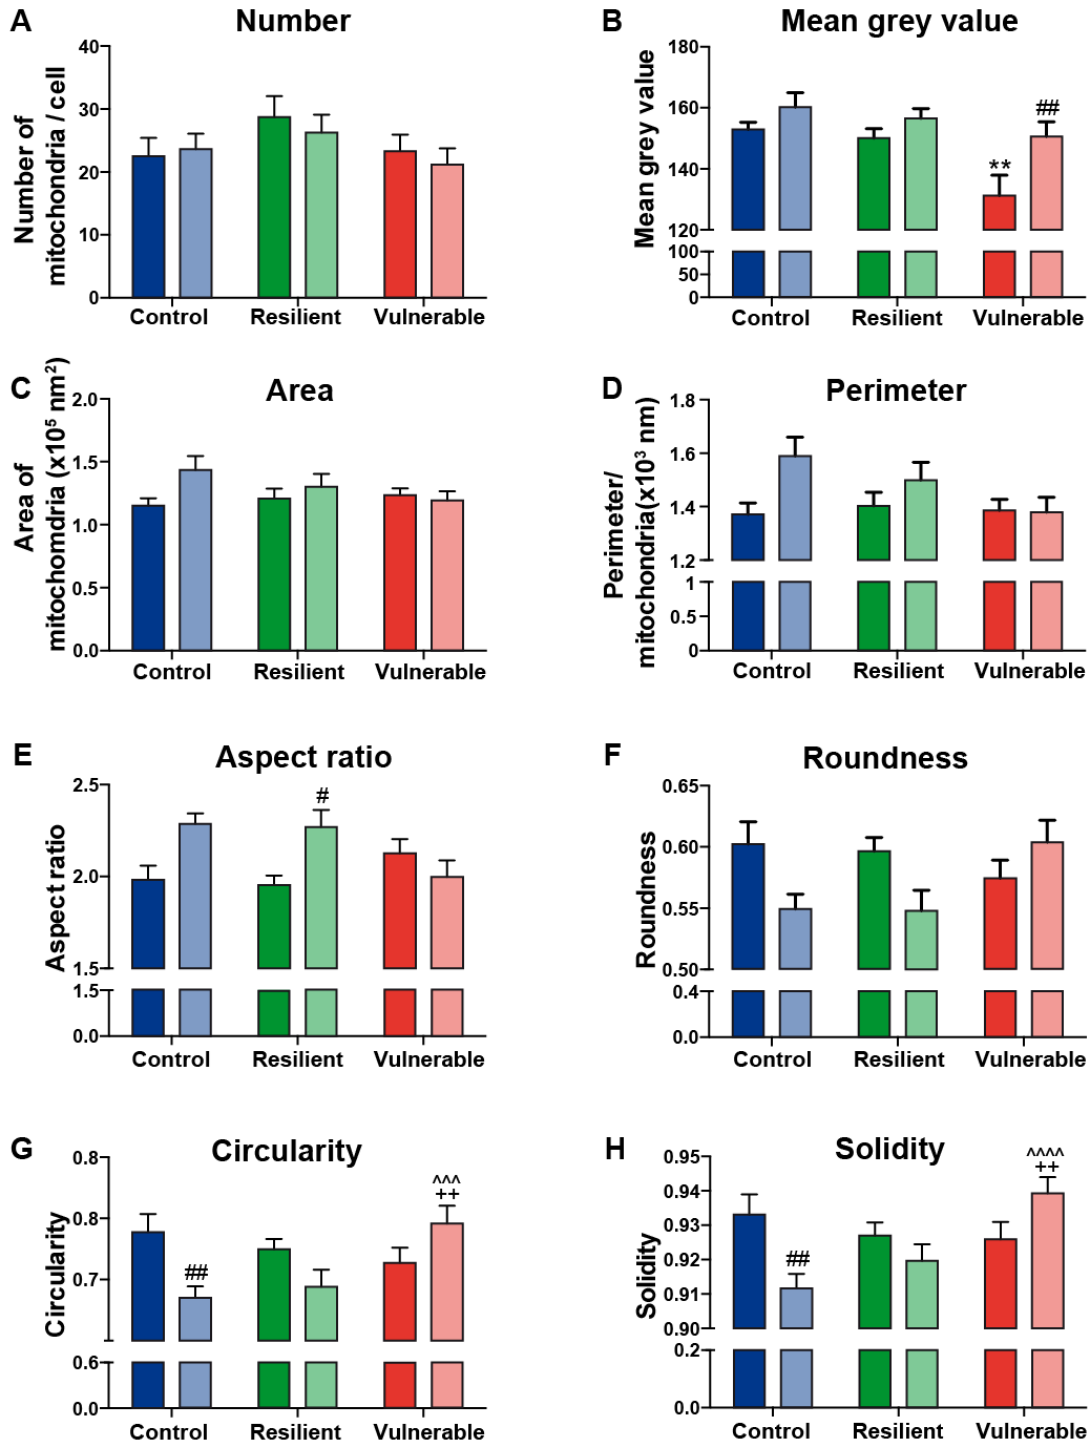 A
Number
Number of
mitochondria / cell
40
30
20
10
0
Control
Resilient
Vulnerable
B
Mean grey value
Mean grey value
180
160
140
120
100
50
0
**
##
Control
Resilient
Vulnerable
C
Area
Area of
mitochomdria (x10⁵ nm²)
2.0
1.5
1.0
0.5
0.0
Control
Resilient
Vulnerable
D
Perimeter
Perimeter/
mitochondria(x10³ nm)
1.8
1.6
1.4
1.2
1
0.5
0
Control
Resilient
Vulnerable
E
Aspect ratio
Aspect ratio
2.5
2.0
1.5
1.5
0.0
#
Control
Resilient
Vulnerable
F
Roundness
Roundness
0.65
0.60
0.55
0.50
0.4
0.0
Control
Resilient
Vulnerable
G
Circularity
Circularity
0.8
0.8
0.7
0.6
0.0
##
^^^
++
Control
Resilient
Vulnerable
H
Solidity
Solidity
0.95
0.94
0.93
0.92
0.91
0.90
0.2
0.0
##
^^^^
++
Control
Resilient
Vulnerable